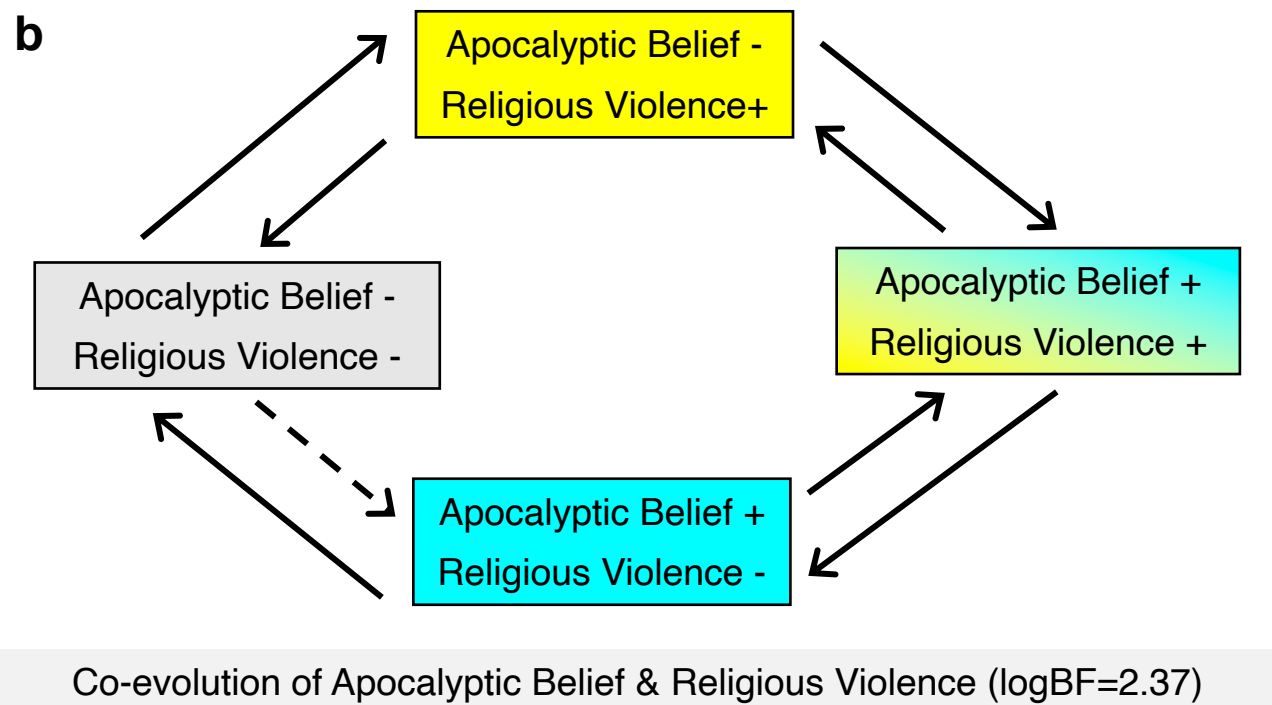 b
Apocalyptic Belief -
Religious Violence+
Apocalyptic Belief -
Religious Violence -
Apocalyptic Belief +
Religious Violence +
Apocalyptic Belief +
Religious Violence -
Co-evolution of Apocalyptic Belief & Religious Violence (logBF=2.37)